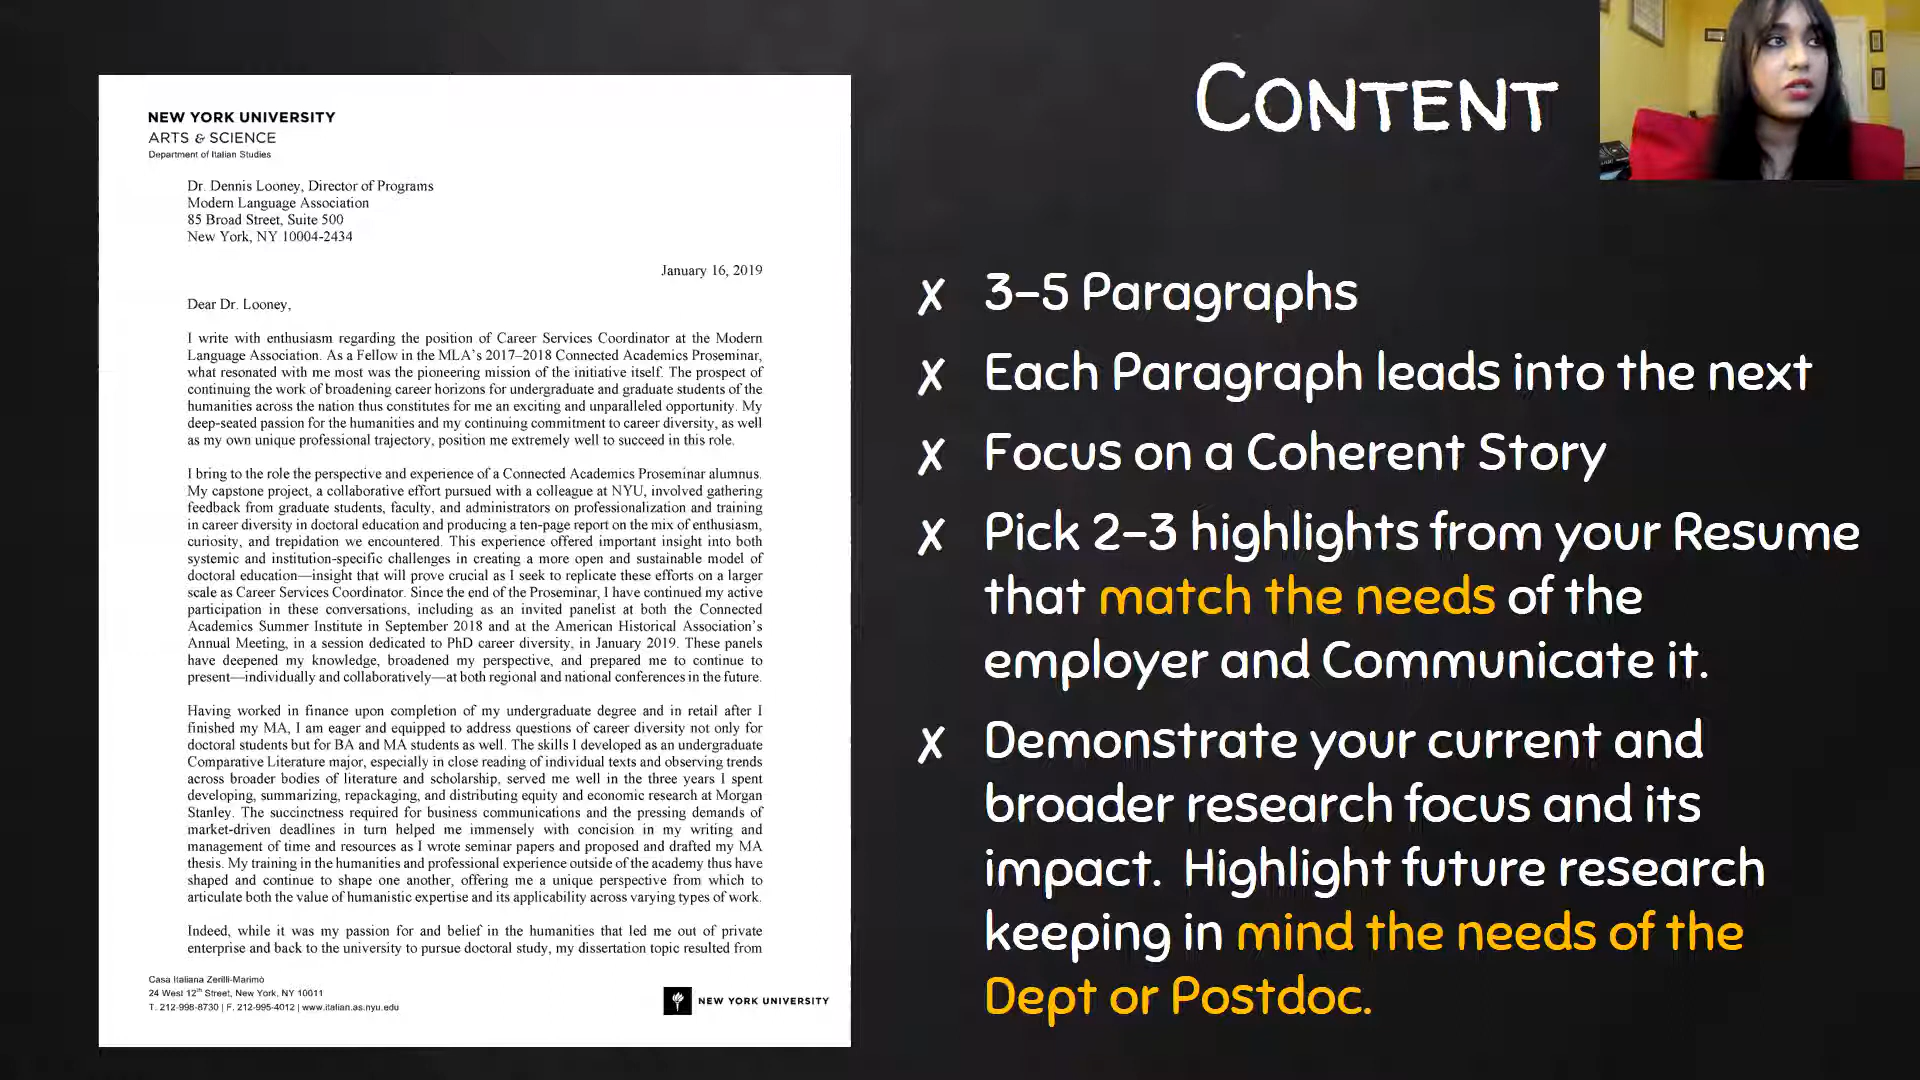 NEW YORK UNIVERSITY
ARTS & SCIENCE
Department of Italian Studies
Dr. Dennis Looney, Director of Programs
Modern Language Association
85 Broad Street, Suite 500
New York, NY 10004-2434
January 16, 2019
Dear Dr. Looney,
I write with enthusiasm regarding the position of Career Services Coordinator at the Modern
Language Association. As a Fellow in the MLA's 2017–2018 Connected Academics Proseminar,
what resonated with me most was the pioneering mission of the initiative itself. The prospect of
continuing the work of broadening career horizons for undergraduate and graduate students of the
humanities across the nation thus constitutes for me an exciting and unparalleled opportunity. My
deep-seated passion for the humanities and my continuing commitment to career diversity, as well
as my own unique professional trajectory, position me extremely well to succeed in this role.
I bring to the role the perspective and experience of a Connected Academics Proseminar alumnus.
My capstone project, a collaborative effort pursued with a colleague at NYU, involved gathering
feedback from graduate students, faculty, and administrators on professionalization and training
in career diversity in doctoral education and producing a ten-page report on the mix of enthusiasm,
curiosity, and trepidation we encountered. This experience offered important insight into both
systemic and institution-specific challenges in creating a more open and sustainable model of
doctoral education—insight that will prove crucial as I seek to replicate these efforts on a larger
scale as Career Services Coordinator. Since the end of the Proseminar, I have continued my active
participation in these conversations, including as an invited panelist at both the Connected
Academics Summer Institute in September 2018 and at the American Historical Association's
Annual Meeting, in a session dedicated to PhD career diversity, in January 2019. These panels
have deepened my knowledge, broadened my perspective, and prepared me to continue to
present—individually and collaboratively—at both regional and national conferences in the future.
Having worked in finance upon completion of my undergraduate degree and in retail after I
finished my MA, I am eager and equipped to address questions of career diversity not only for
doctoral students but for BA and MA students as well. The skills I developed as an undergraduate
Comparative Literature major, especially in close reading of individual texts and observing trends
across broader bodies of literature and scholarship, served me well in the three years I spent
developing, summarizing, repackaging, and distributing equity and economic research at Morgan
Stanley. The succinctness required for business communications and the pressing demands of
market-driven deadlines in turn helped me immensely with concision in my writing and
management of time and resources as I wrote seminar papers and proposed and drafted my MA
thesis. My training in the humanities and professional experience outside of the academy thus have
shaped and continue to shape one another, offering me a unique perspective from which to
articulate both the value of humanistic expertise and its applicability across varying types of work.
Indeed, while it was my passion for and belief in the humanities that led me out of private
enterprise and back to the university to pursue doctoral study, my dissertation topic resulted from
Casa Italiana Zerilli-Marimò
24 West 12th Street, New York, NY 10011
T. 212-998-8730 | F. 212-995-4012 | www.italian.as.nyu.edu
NEW YORK UNIVERSITY
CONTENT
✗ 3-5 Paragraphs
✗ Each Paragraph leads into the next
✗ Focus on a Coherent Story
✗ Pick 2-3 highlights from your Resume
that match the needs of the
employer and Communicate it.
✗ Demonstrate your current and
broader research focus and its
impact. Highlight future research
keeping in mind the needs of the
Dept or Postdoc.